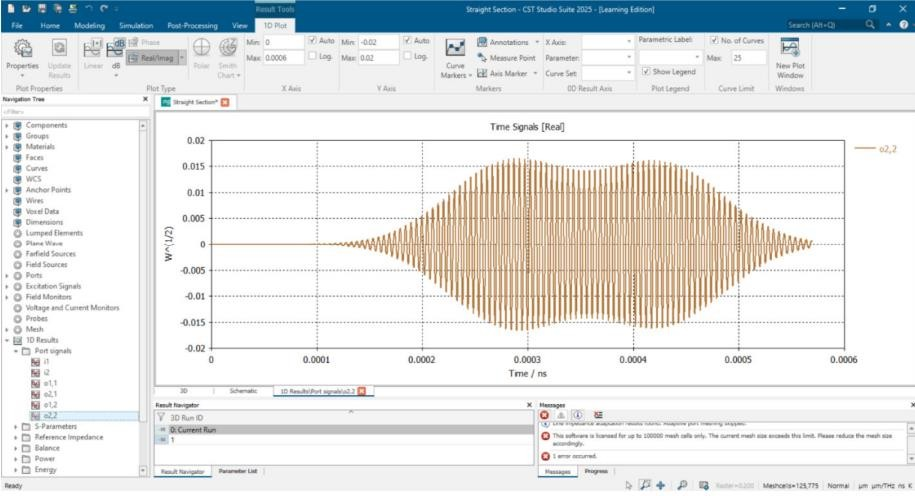 Result Tools
Straight Section - CST Studio Suite 2025 - [Learning Edition]
File Home Modeling Simulation Post-Processing View 1D Plot
Search (Alt+Q)
Properties
Update Results
Linear
dB
Phase
Real/Imag
Polar
Smith Chart
Min: 0 Auto
Max: 0.0006 Log.
Min: -0.02 Auto
Max: 0.02 Log.
Curve Markers
Annotations
Measure Point
Axis Marker
X Axis:
Parameter:
Curve Set:
Parametric Label:
Show Legend
No. of Curves
Max: 25
New Plot Window
Plot Properties Plot Type X Axis Y Axis Markers 0D Result Axis Plot Legend Curve Limit Windows
Navigation Tree
<Filter>
Components
Groups
Materials
Faces
Curves
WCS
Anchor Points
Wires
Voxel Data
Dimensions
Lumped Elements
Plane Wave
Farfield Sources
Field Sources
Ports
Excitation Signals
Field Monitors
Voltage and Current Monitors
Probes
Mesh
1D Results
Port signals
i1
i2
o1,1
o2,1
o1,2
o2,2
S-Parameters
Reference Impedance
Balance
Power
Energy
Straight Section*
Time Signals [Real]
o2,2
0.02
0.015
0.01
0.005
0
-0.005
-0.01
-0.015
-0.02
W^(1/2)
0 0.0001 0.0002 0.0003 0.0004 0.0005 0.0006
Time / ns
3D Schematic 1D Results\Port signals\o2,2
Result Navigator
3D Run ID
0: Current Run
1
Result Navigator Parameter List
Messages
Line impedance adaptation results found. Adaptive port meshing stopped.
This software is licensed for up to 100000 mesh cells only. The current mesh size exceeds this limit. Please reduce the mesh size
accordingly.
1 error occurred.
Messages Progress
Ready
Raster=0.200 Meshcells=125,775 Normal µm µm/THz ns K